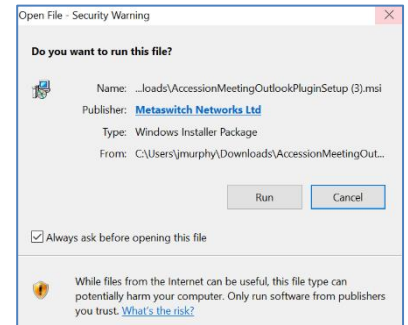 Open File - Security Warning
Do you want to run this file?
Name: ...loads\AccessionMeetingOutlookPluginSetup (3).msi
Publisher: Metaswitch Networks Ltd
Type: Windows Installer Package
From: C:\Users\jmurphy\Downloads\AccessionMeetingOut...
Run Cancel
Always ask before opening this file
While files from the Internet can be useful, this file type can
potentially harm your computer. Only run software from publishers
you trust. What's the risk?